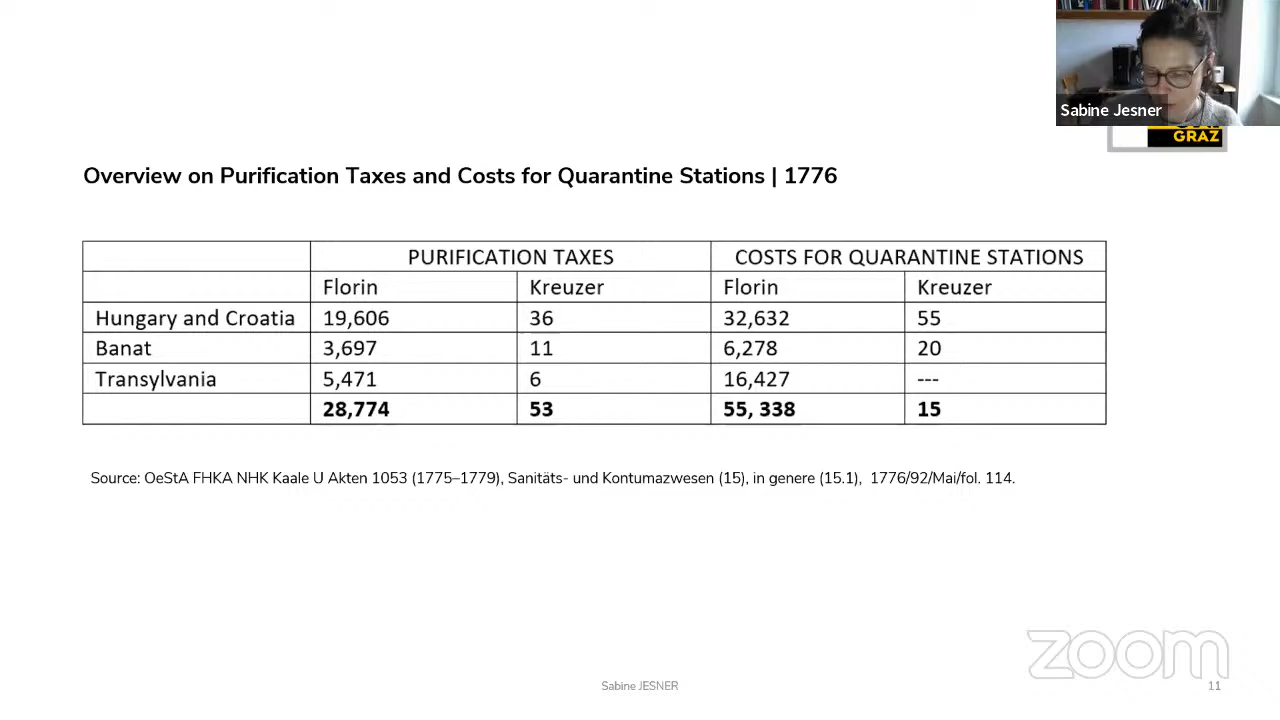 Sabine Jesner
GRAZ
Overview on Purification Taxes and Costs for Quarantine Stations | 1776
PURIFICATION TAXES COSTS FOR QUARANTINE STATIONS
Florin Kreuzer Florin Kreuzer
Hungary and Croatia 19,606 36 32,632 55
Banat 3,697 11 6,278 20
Transylvania 5,471 6 16,427 ---
28,774 53 55, 338 15
Source: OeStA FHKA NHK Kaale U Akten 1053 (1775–1779), Sanitäts- und Kontumazwesen (15), in genere (15.1), 1776/92/Mai/fol. 114.
zoom
Sabine JESNER 11